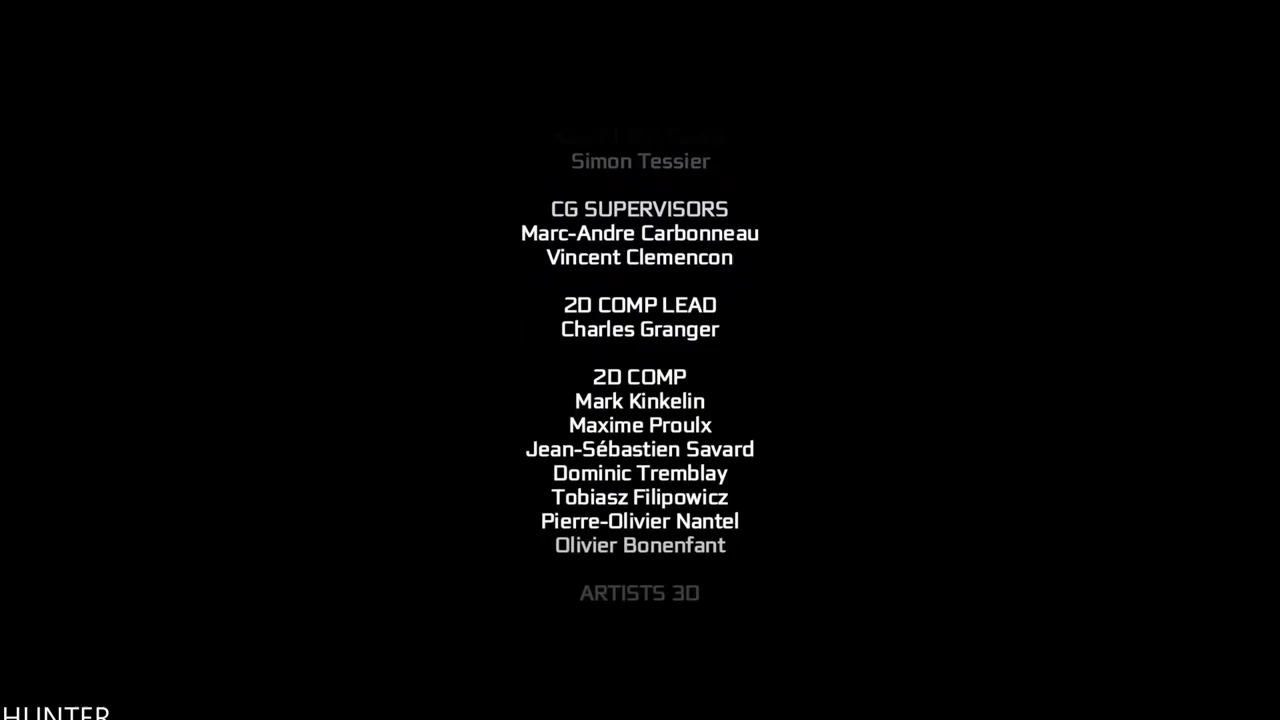 Simon Tessier
CG SUPERVISORS
Marc-Andre Carbonneau
Vincent Clemencon
2D COMP LEAD
Charles Granger
2D COMP
Mark Kinkelin
Maxime Proulx
Jean-Sébastien Savard
Dominic Tremblay
Tobiasz Filipowicz
Pierre-Olivier Nantel
Olivier Bonenfant
ARTISTS 3D
HUNTER